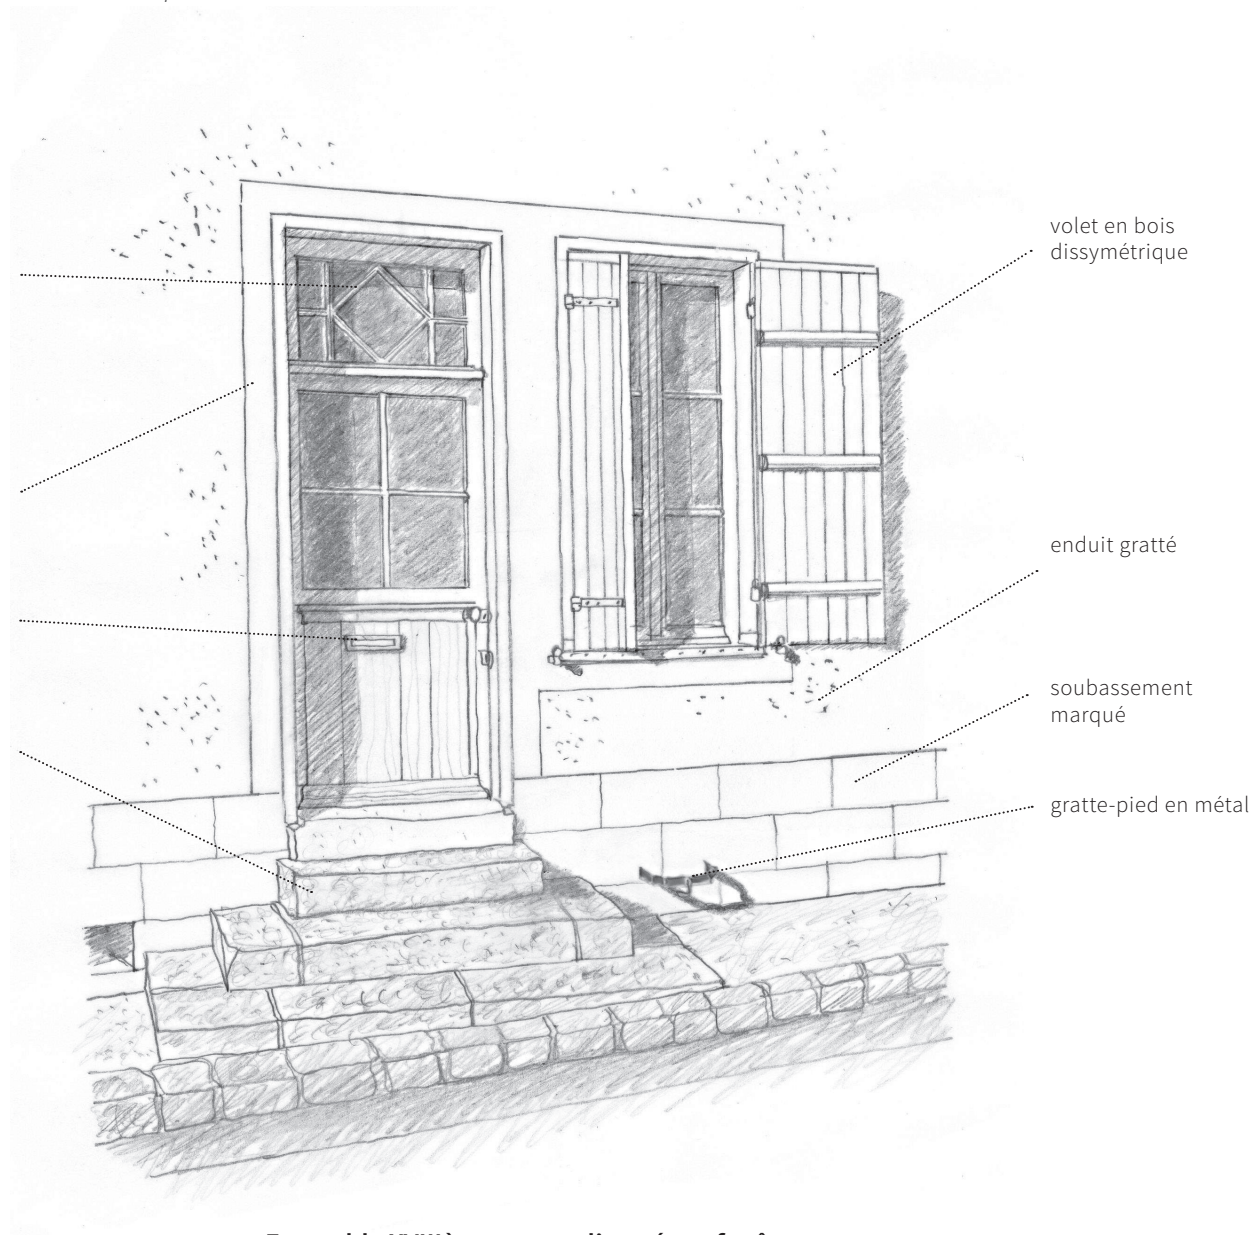 volet en bois
dissymétrique
enduit gratté
soubassement
marqué
gratte-pied en métal